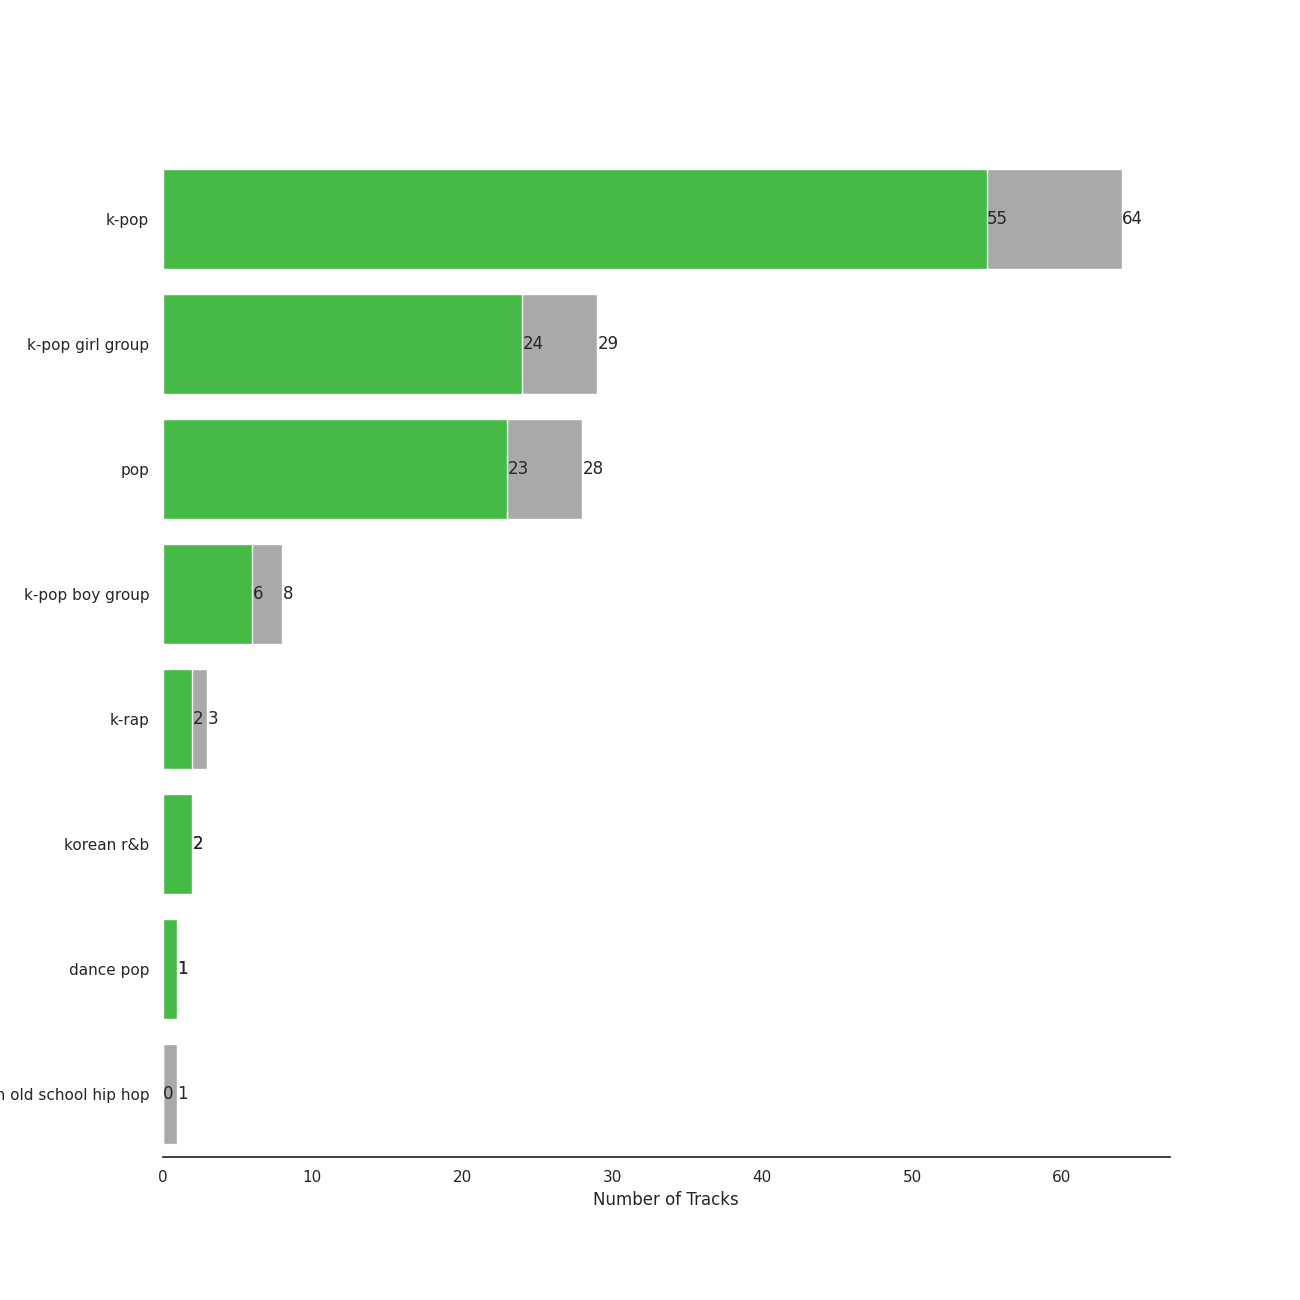 k-pop 55 64
k-pop girl group 24 29
pop 23 28
k-pop boy group 6 8
k-rap 2 3
korean r&b 2
dance pop 1
old school hip hop 0 1
0 10 20 30 40 50 60
Number of Tracks